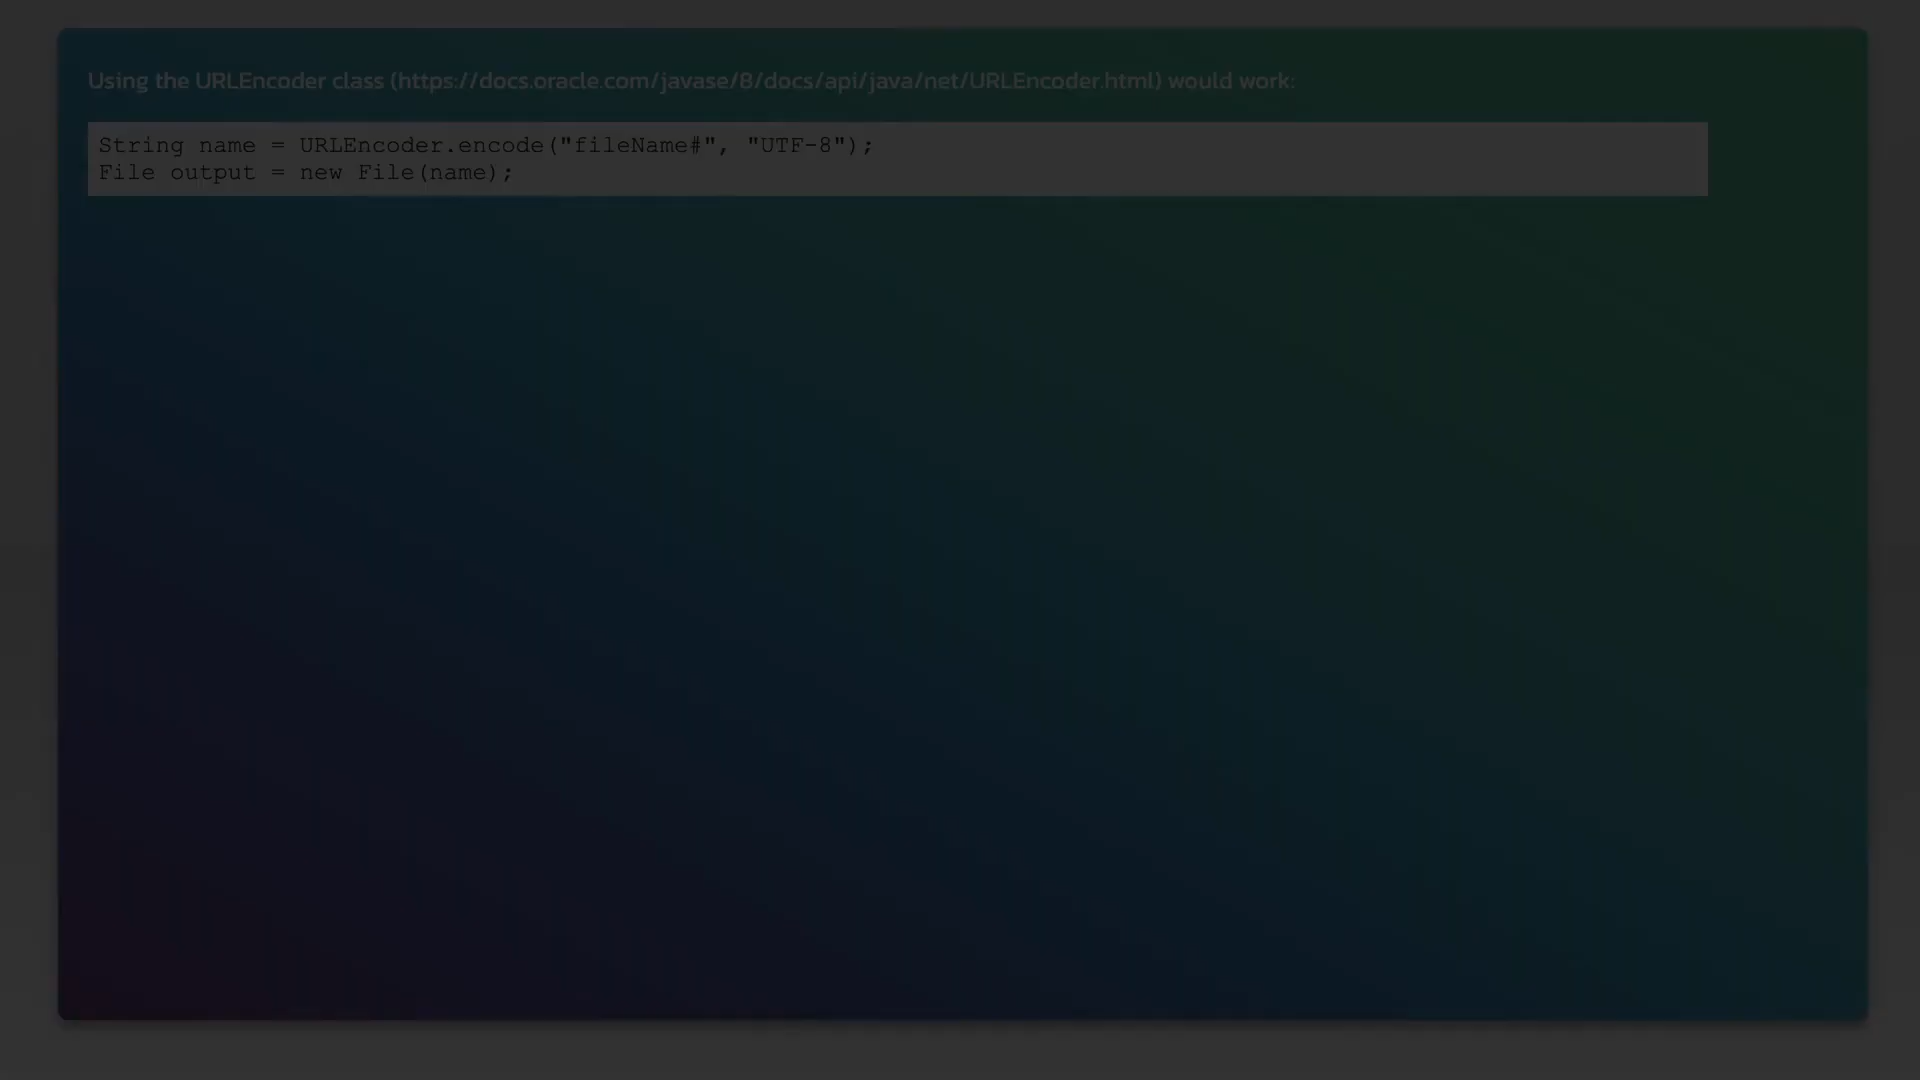 Using the URLEncoder class (https://docs.oracle.com/javase/8/docs/api/java/net/URLEncoder.html) would work:
String name = URLEncoder.encode("fileName#", "UTF-8");
File output = new File(name);